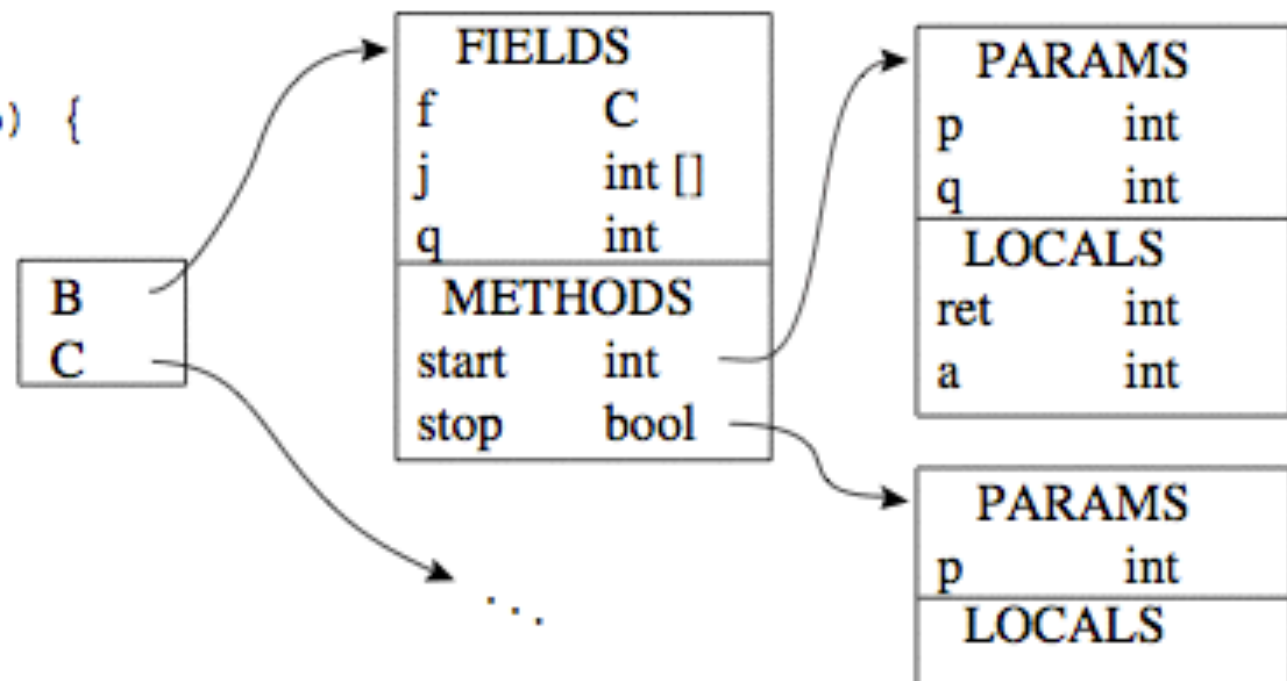 ) {
B
C
FIELDS
f C
j int []
q int
METHODS
start int
stop bool
. . .
PARAMS
p int
q int
LOCALS
ret int
a int
PARAMS
p int
LOCALS